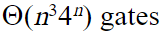 Θ(n³4ⁿ) gates